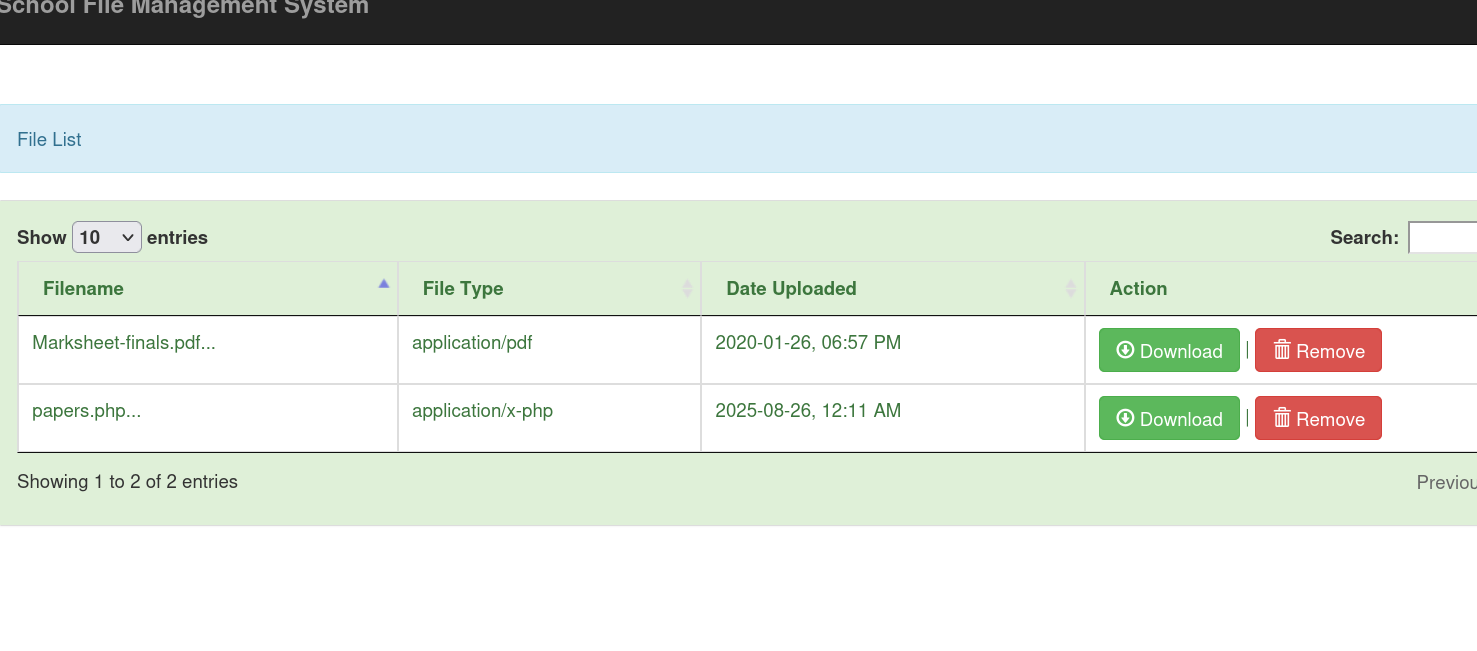 School File Management System
File List
Show 10 entries Search:
Filename File Type Date Uploaded Action
Marksheet-finals.pdf... application/pdf 2020-01-26, 06:57 PM Download | Remove
papers.php... application/x-php 2025-08-26, 12:11 AM Download | Remove
Showing 1 to 2 of 2 entries Previou